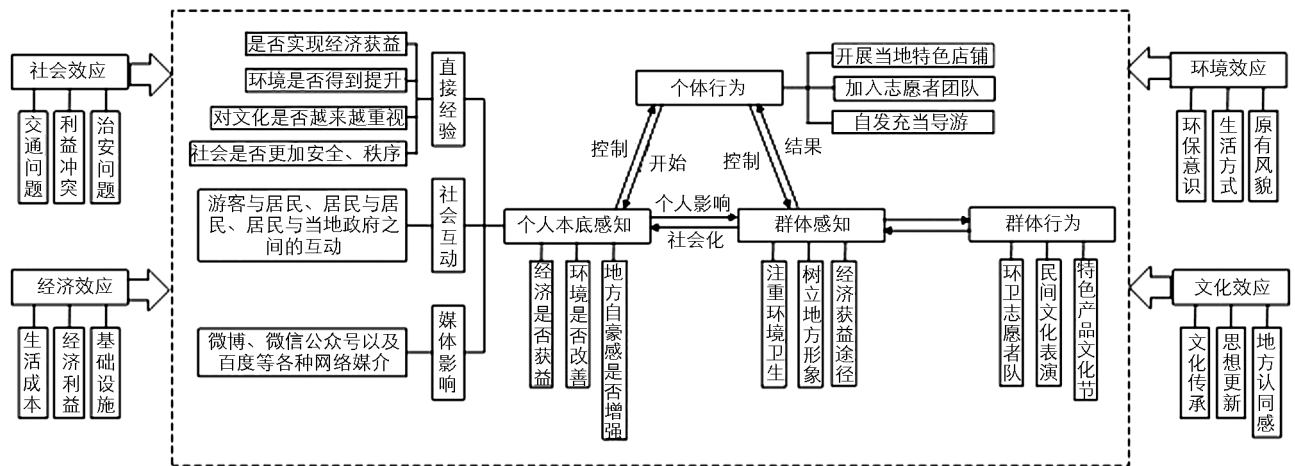 社会效应
交通问题
利益冲突
治安问题
经济效应
生活成本
经济利益
基础设施
是否实现经济获益
环境是否得到提升
对文化是否越来越重视
社会是否更加安全、秩序
直接经验
游客与居民、居民与居
民、居民与当地政府之
间的互动
社会互动
微博、微信公众号以及
百度等各种网络媒介
媒体影响
个人本底感知
经济是否获益
环境是否改善
地方自豪感是否增强
控制
开始
个人影响
社会化
个体行为
控制
结果
开展当地特色店铺
加入志愿者团队
自发充当导游
群体感知
注重环境卫生
树立地方形象
经济获益途径
群体行为
环卫志愿者队
民间文化表演
特色产品文化节
环境效应
环保意识
生活方式
原有风貌
文化效应
文化传承
思想更新
地方认同感